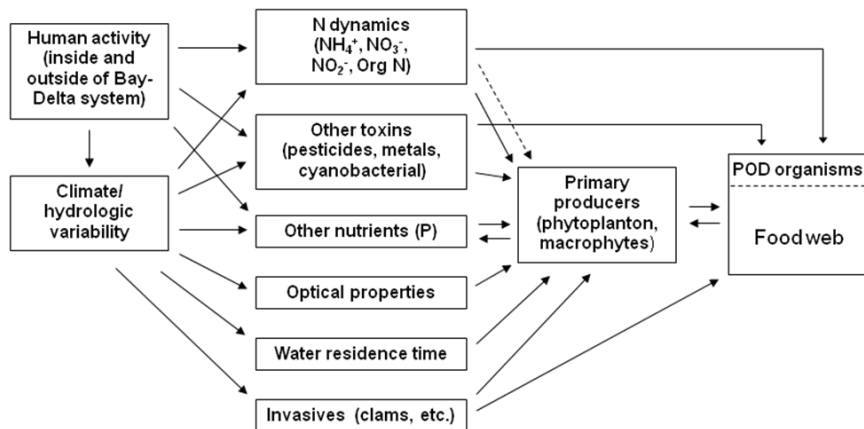 Human activity
(inside and
outside of Bay-
Delta system)
Climate/
hydrologic
variability
N dynamics
(NH₄⁺, NO₃⁻,
NO₂⁻, Org N)
Other toxins
(pesticides, metals,
cyanobacterial)
Other nutrients (P)
Optical properties
Water residence time
Invasives (clams, etc.)
Primary
producers
(phytoplanton,
macrophytes)
POD organisms
Food web